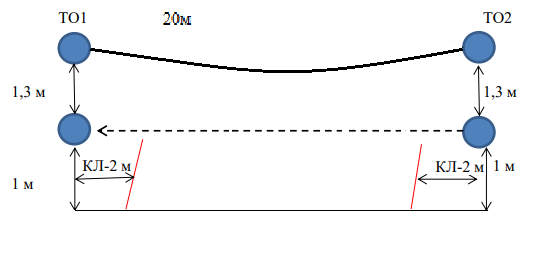 ТО1
20м
ТО2
1,3 м
1,3 м
КЛ-2 м
КЛ-2 м
1 м
1 м